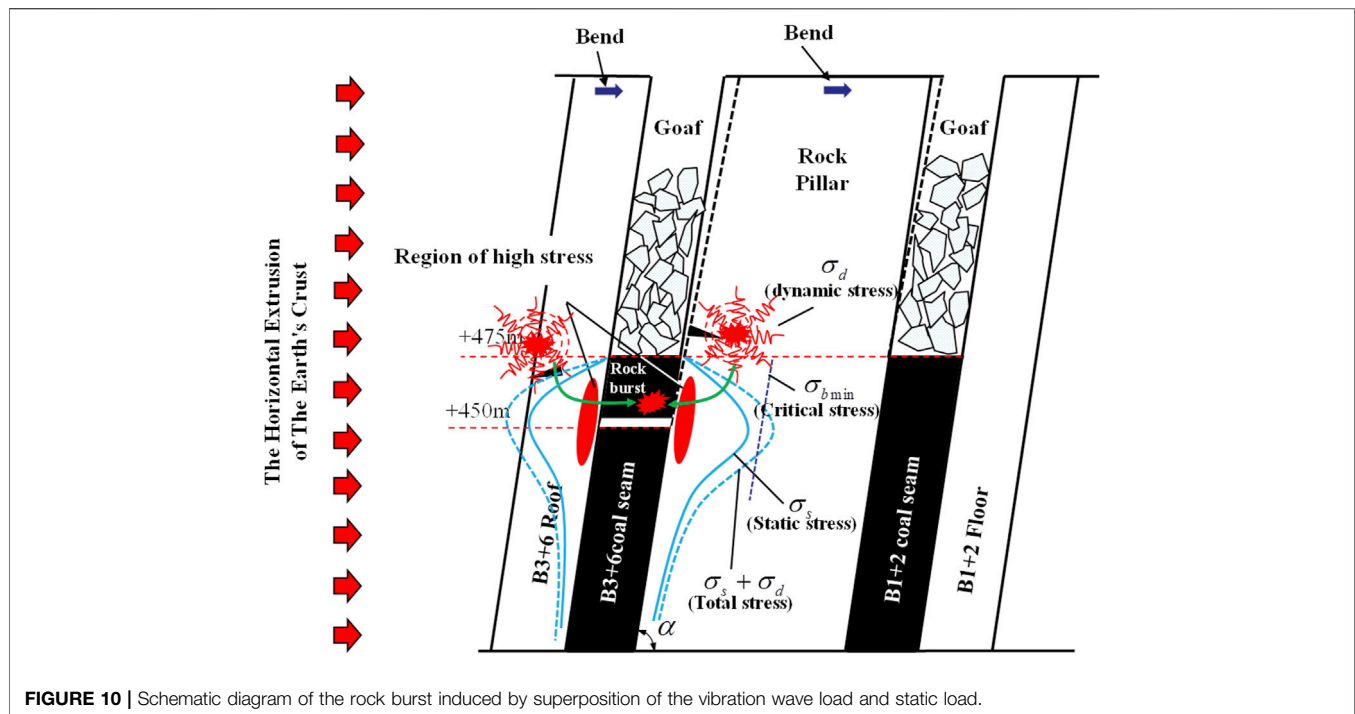 Bend
Bend
Goaf
Goaf
Rock
Pillar
Region of high stress
The Horizontal Extrusion
of The Earth's Crust
σd
(dynamic stress)
+475m
Rock
burst
σb min
(Critical stress)
+450m
σs
(Static stress)
B3+6 Roof
B3+6coal seam
σs + σd
(Total stress)
B1+2 coal seam
B1+2 Floor
α
FIGURE 10 | Schematic diagram of the rock burst induced by superposition of the vibration wave load and static load.